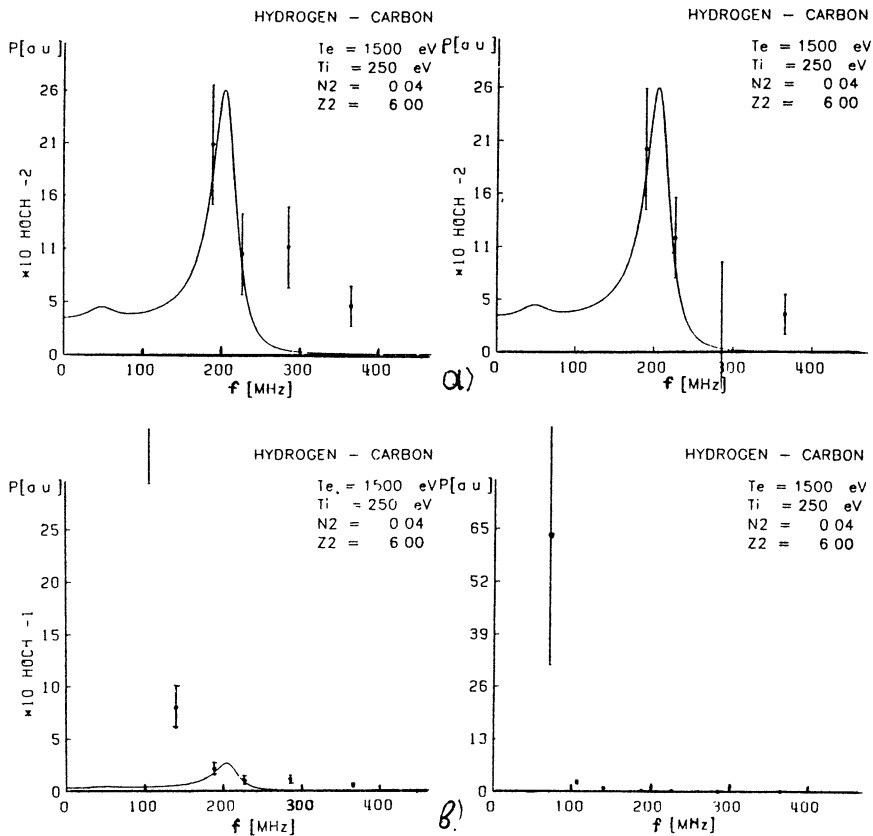 HYDROGEN – CARBON
P[a u]
Te = 1500 eV
Ti = 250 eV
N2 = 0 04
Z2 = 6 00
26
21
16
11
5
0
*10 HOCH -2
0 100 200 300 400
f [MHz]
HYDROGEN – CARBON
P[a u]
Te = 1500 eV
Ti = 250 eV
N2 = 0 04
Z2 = 6 00
26
21
16
11
5
0
*10 HOCH -2
0 100 200 300 400
f [MHz]
a)
HYDROGEN – CARBON
P[a u]
Te = 1500 eV
Ti = 250 eV
N2 = 0 04
Z2 = 6 00
25
20
15
10
5
0
*10 HOCH -1
0 100 200 300 400
f [MHz]
HYDROGEN – CARBON
P[a u]
Te = 1500 eV
Ti = 250 eV
N2 = 0 04
Z2 = 6 00
65
52
39
26
13
0 100 200 300 400
f [MHz]
в)